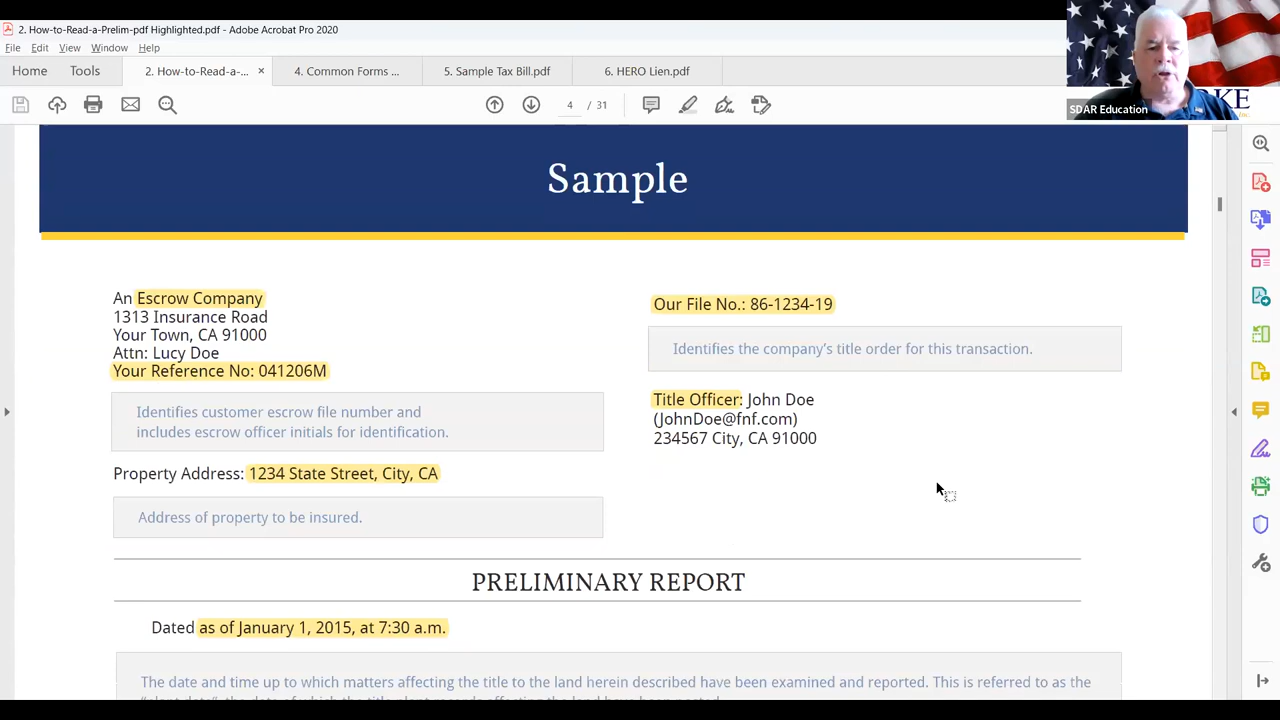 2. How-to-Read-a-Prelim-pdf Highlighted.pdf - Adobe Acrobat Pro 2020
File Edit View Window Help
Home Tools 2. How-to-Read-a-... × 4. Common Forms ... 5. Sample Tax Bill.pdf 6. HERO Lien.pdf
4 / 31
SDAR Education
Sample
An Escrow Company
1313 Insurance Road
Your Town, CA 91000
Attn: Lucy Doe
Your Reference No: 041206M
Identifies customer escrow file number and
includes escrow officer initials for identification.
Property Address: 1234 State Street, City, CA
Address of property to be insured.
Our File No.: 86-1234-19
Identifies the company's title order for this transaction.
Title Officer: John Doe
(JohnDoe@fnf.com)
234567 City, CA 91000
PRELIMINARY REPORT
Dated as of January 1, 2015, at 7:30 a.m.
The date and time up to which matters affecting the title to the land herein described have been examined and reported. This is referred to as the